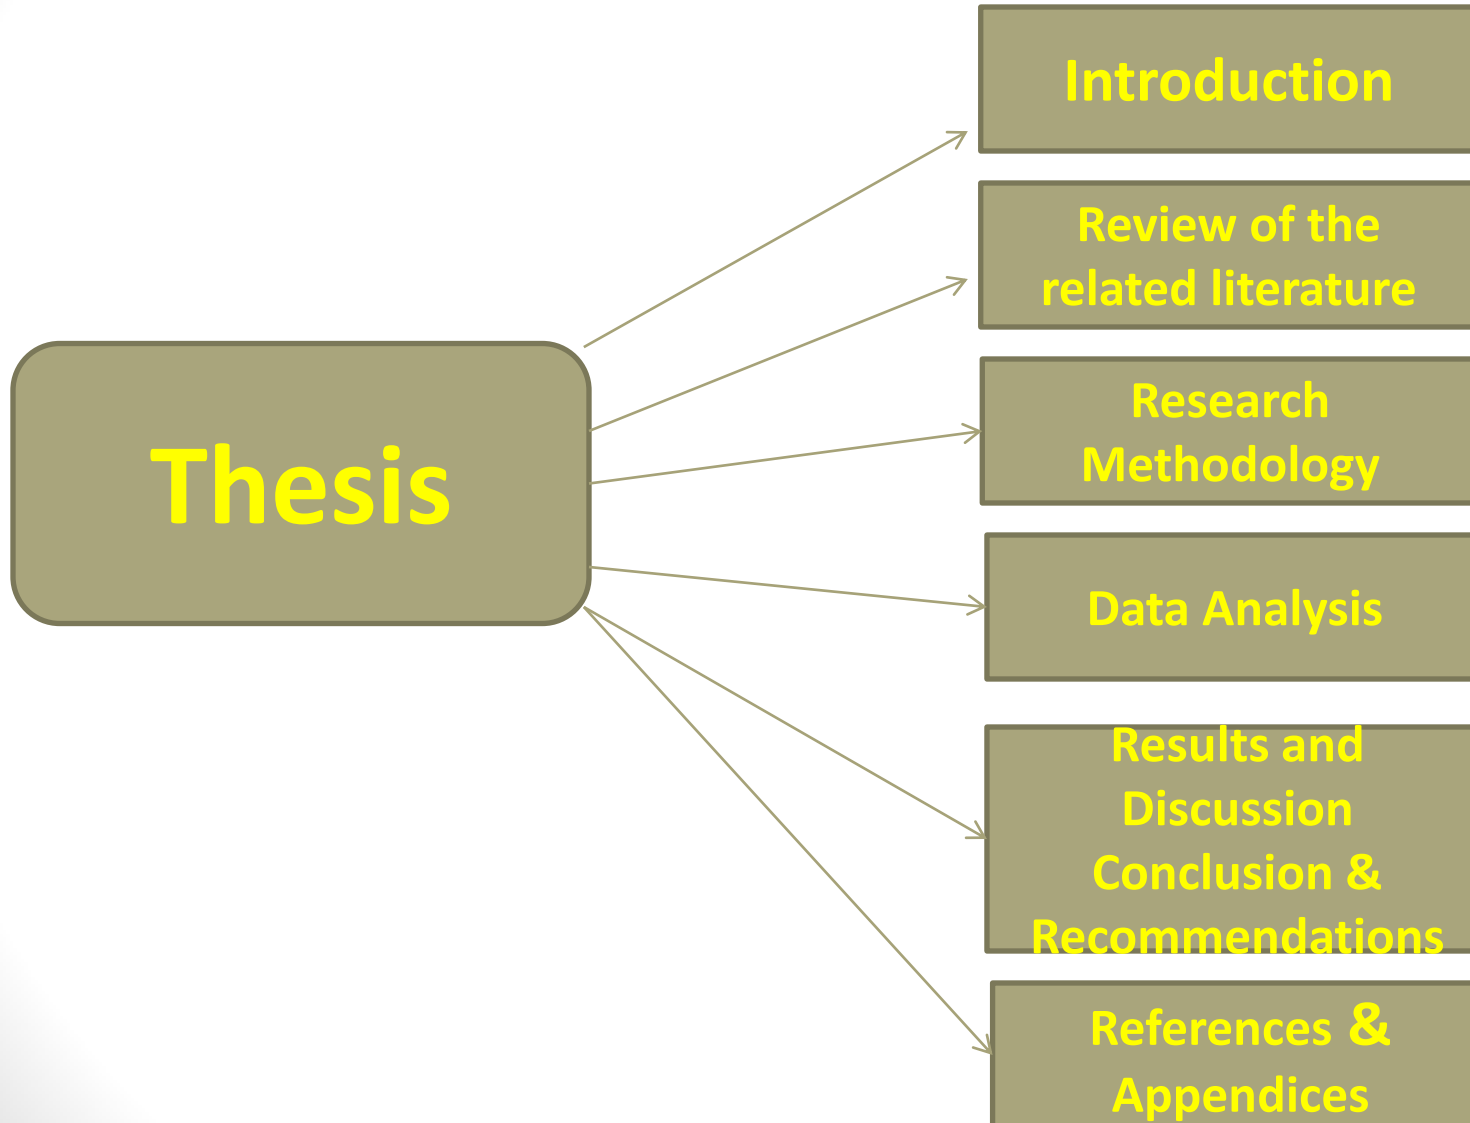 Thesis
Introduction
Review of the
related literature
Research
Methodology
Data Analysis
Results and
Discussion
Conclusion &
Recommendations
References &
Appendices